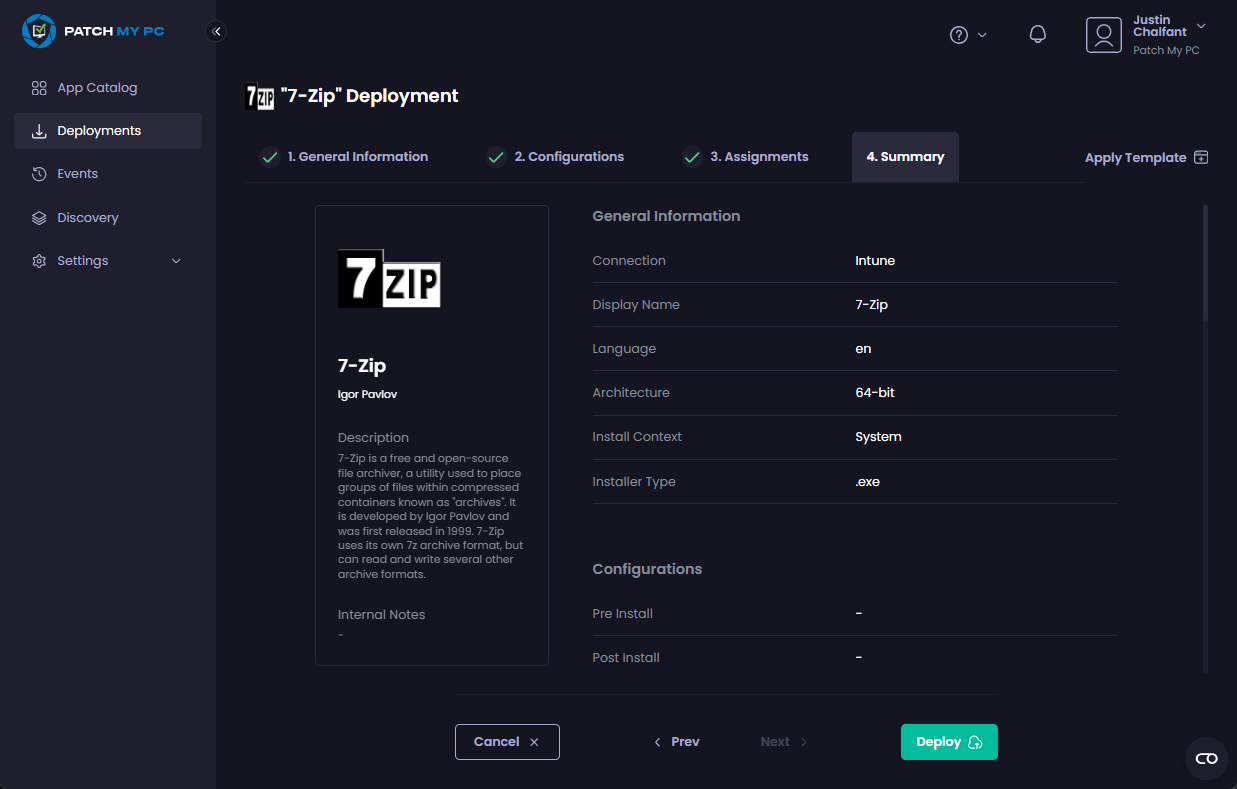 PATCH MY PC
Justin
Chalfant
Patch My PC
App Catalog
Deployments
Events
Discovery
Settings
7ZIP "7-Zip" Deployment
1. General Information
2. Configurations
3. Assignments
4. Summary
Apply Template
7ZIP
7-Zip
Igor Pavlov
Description
7-Zip is a free and open-source
file archiver, a utility used to place
groups of files within compressed
containers known as "archives". It
is developed by Igor Pavlov and
was first released in 1999. 7-Zip
uses its own 7z archive format, but
can read and write several other
archive formats.
Internal Notes
-
General Information
Connection Intune
Display Name 7-Zip
Language en
Architecture 64-bit
Install Context System
Installer Type .exe
Configurations
Pre Install -
Post Install -
Cancel
Prev
Next
Deploy